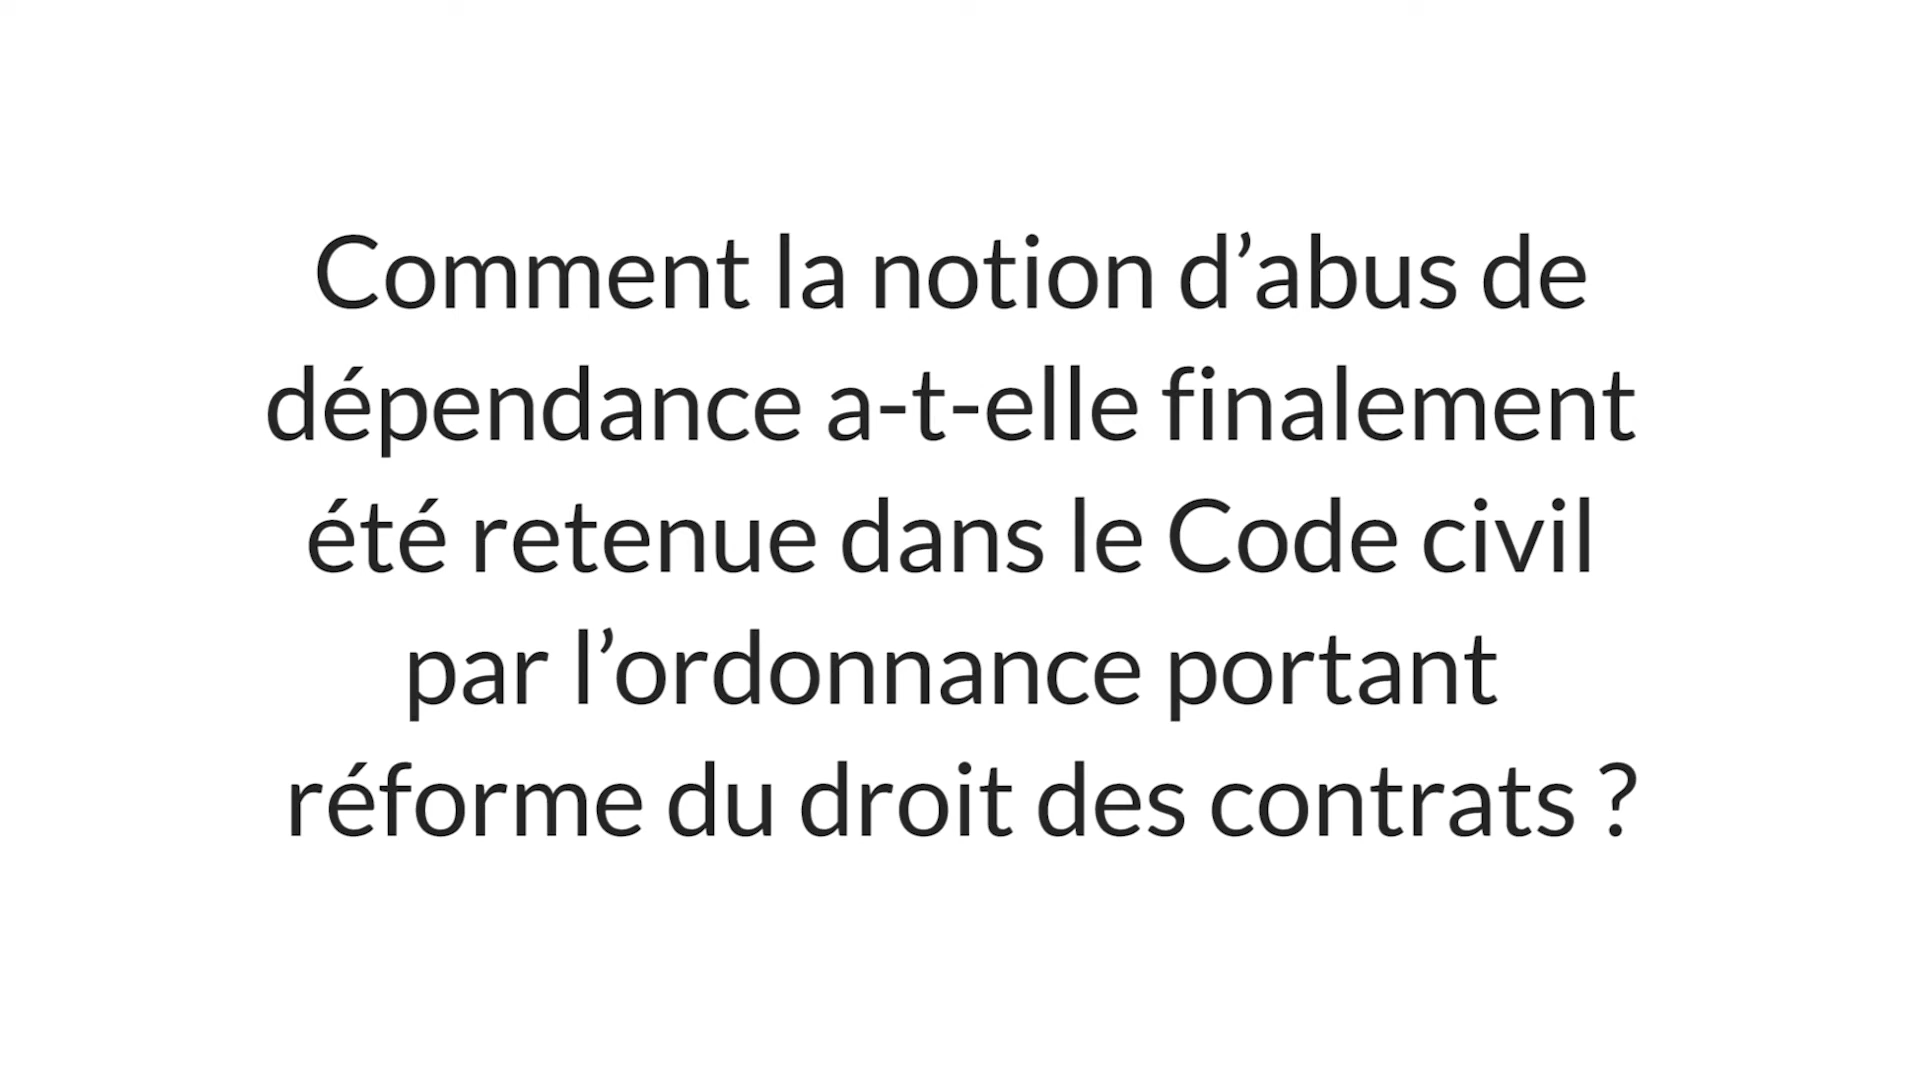 Comment la notion d’abus de
dépendance a-t-elle finalement
été retenue dans le Code civil
par l’ordonnance portant
réforme du droit des contrats ?